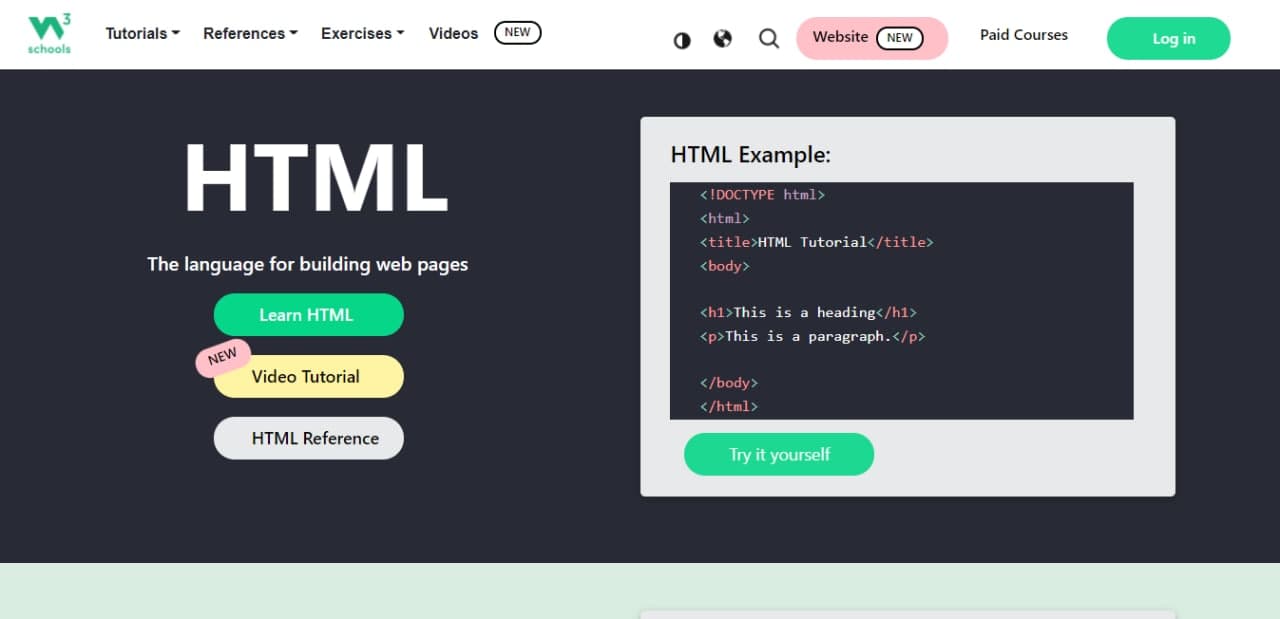 W3
schools
Tutorials
References
Exercises
Videos
NEW
Website
NEW
Paid Courses
Log in
HTML
The language for building web pages
Learn HTML
NEW
Video Tutorial
HTML Reference
HTML Example:
<!DOCTYPE html>
<html>
<title>HTML Tutorial</title>
<body>
<h1>This is a heading</h1>
<p>This is a paragraph.</p>
</body>
</html>
Try it yourself